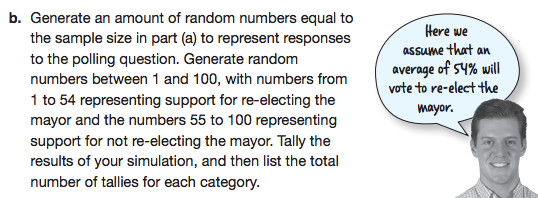 b. Generate an amount of random numbers equal to
the sample size in part (a) to represent responses
to the polling question. Generate random
numbers between 1 and 100, with numbers from
1 to 54 representing support for re-electing the
mayor and the numbers 55 to 100 representing
support for not re-electing the mayor. Tally the
results of your simulation, and then list the total
number of tallies for each category.
Here we
assume that an
average of 54% will
vote to re-elect the
mayor.